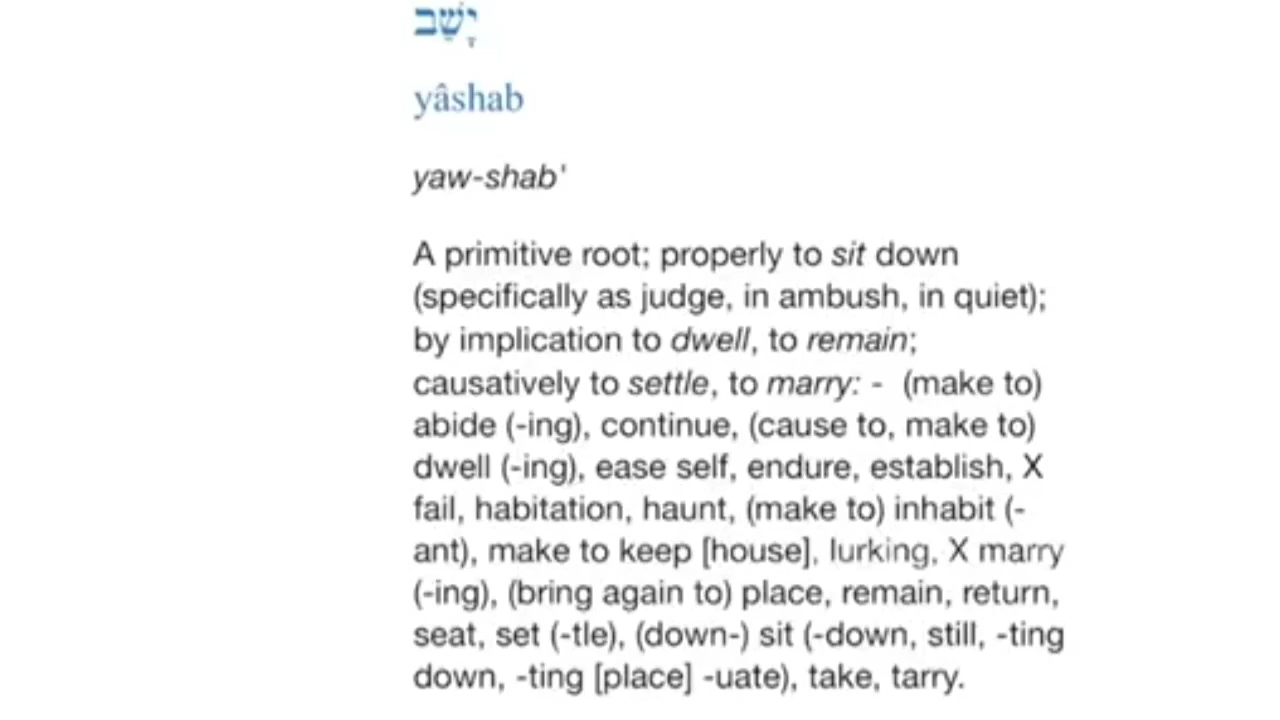 יָשַׁב
yâshab
yaw-shab'
A primitive root; properly to sit down
(specifically as judge, in ambush, in quiet);
by implication to dwell, to remain;
causatively to settle, to marry: - (make to)
abide (-ing), continue, (cause to, make to)
dwell (-ing), ease self, endure, establish, X
fail, habitation, haunt, (make to) inhabit (-
ant), make to keep [house], lurking, X marry
(-ing), (bring again to) place, remain, return,
seat, set (-tle), (down-) sit (-down, still, -ting
down, -ting [place] -uate), take, tarry.